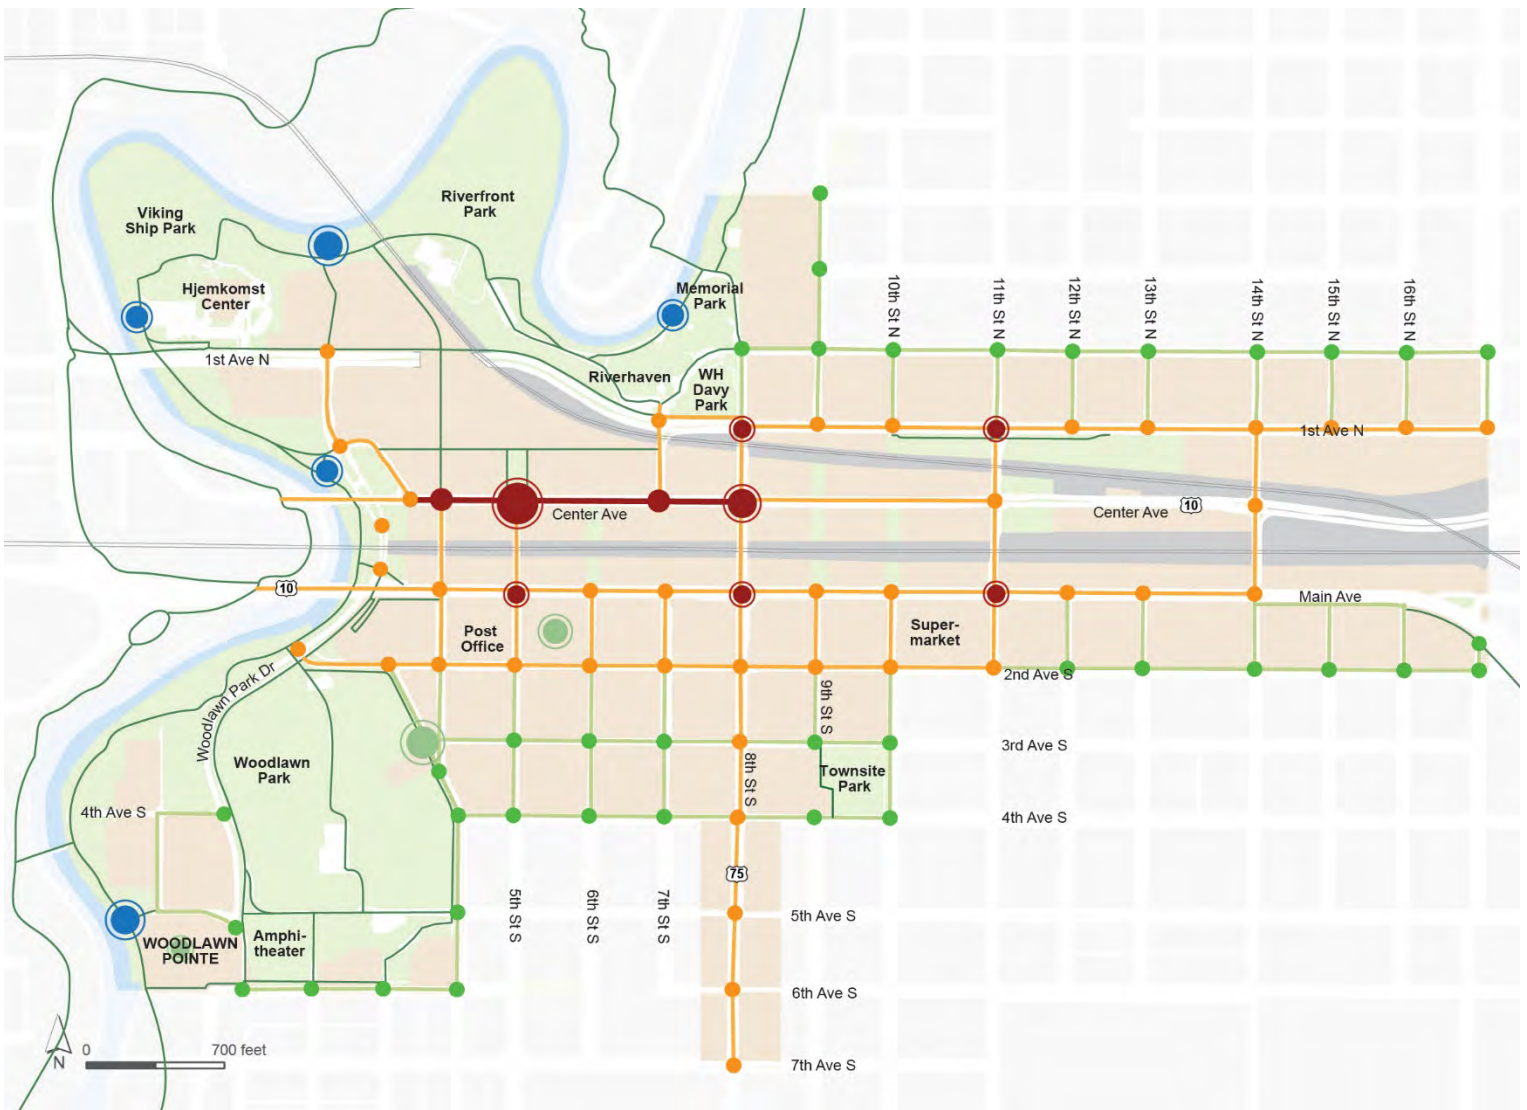 Viking
Ship Park
Riverfront
Park
Hjemkomst
Center
Memorial
Park
10th St N
11th St N
12th St N
13th St N
14th St N
15th St N
16th St N
1st Ave N
Riverhaven
WH
Davy
Park
1st Ave N
Center Ave
Center Ave
10
10
Main Ave
Post
Office
Super-
market
2nd Ave S
Woodlawn Park Dr
9th St S
3rd Ave S
Woodlawn
Park
8th St S
Townsite
Park
4th Ave S
4th Ave S
75
5th St S
6th St S
7th St S
5th Ave S
WOODLAWN
POINTE
Amphi-
theater
6th Ave S
N
0
700 feet
7th Ave S